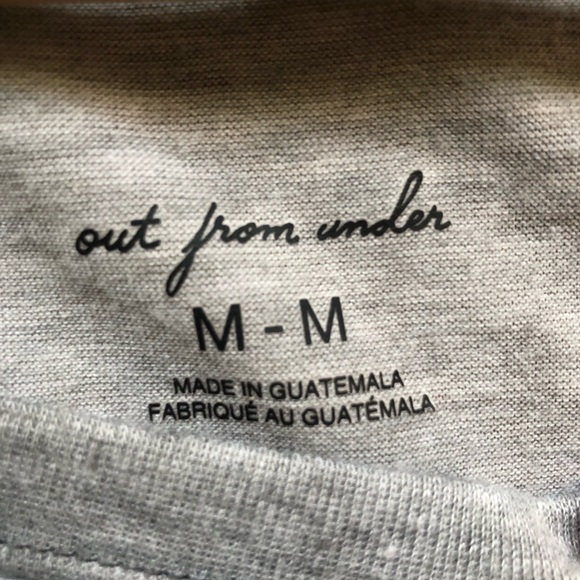 out from under
M - M
MADE IN GUATEMALA
FABRIQUÉ AU GUATÉMALA